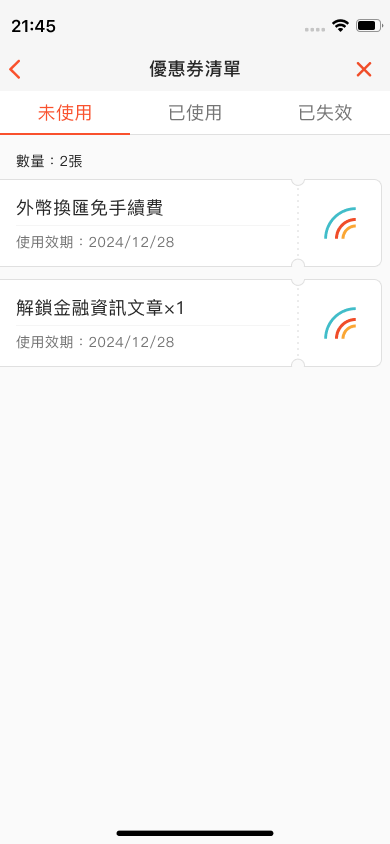 21:45
優惠券清單
未使用
已使用
已失效
數量：2張
外幣換匯免手續費
使用效期：2024/12/28
解鎖金融資訊文章×1
使用效期：2024/12/28